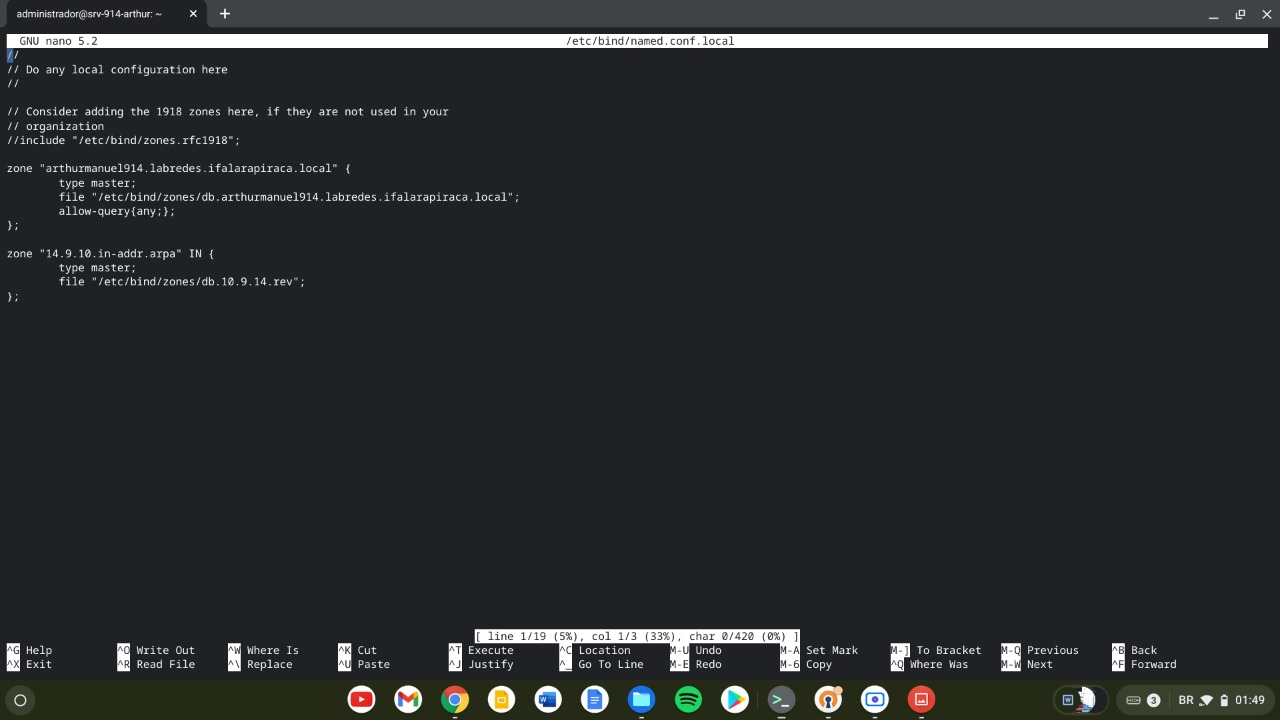 administrador@srv-914-arthur: ~
GNU nano 5.2 /etc/bind/named.conf.local
//
// Do any local configuration here
//
// Consider adding the 1918 zones here, if they are not used in your
// organization
//include "/etc/bind/zones.rfc1918";
zone "arthurmanuel914.labredes.ifalarapiraca.local" {
type master;
file "/etc/bind/zones/db.arthurmanuel914.labredes.ifalarapiraca.local";
allow-query{any;};
};
zone "14.9.10.in-addr.arpa" IN {
type master;
file "/etc/bind/zones/db.10.9.14.rev";
};
[ line 1/19 (5%), col 1/3 (33%), char 0/420 (0%) ]
^G Help ^O Write Out ^W Where Is ^K Cut ^T Execute ^C Location M-U Undo M-A Set Mark M-] To Bracket M-Q Previous ^B Back
^X Exit ^R Read File ^\ Replace ^U Paste ^J Justify ^_ Go To Line M-E Redo M-6 Copy ^Q Where Was M-W Next ^F Forward
3 BR 01:49